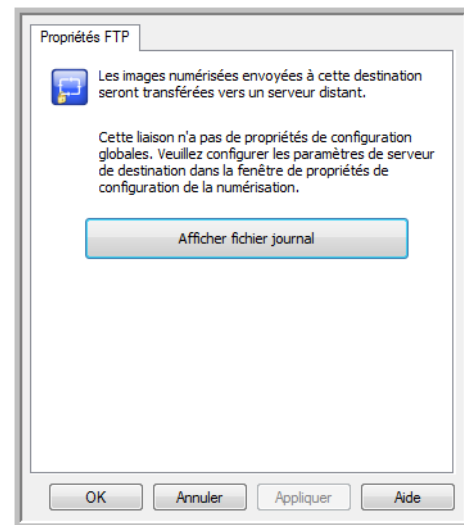 Propriétés FTP
Les images numérisées envoyées à cette destination
seront transférées vers un serveur distant.
Cette liaison n'a pas de propriétés de configuration
globales. Veuillez configurer les paramètres de serveur
de destination dans la fenêtre de propriétés de
configuration de la numérisation.
Afficher fichier journal
OK Annuler Appliquer Aide